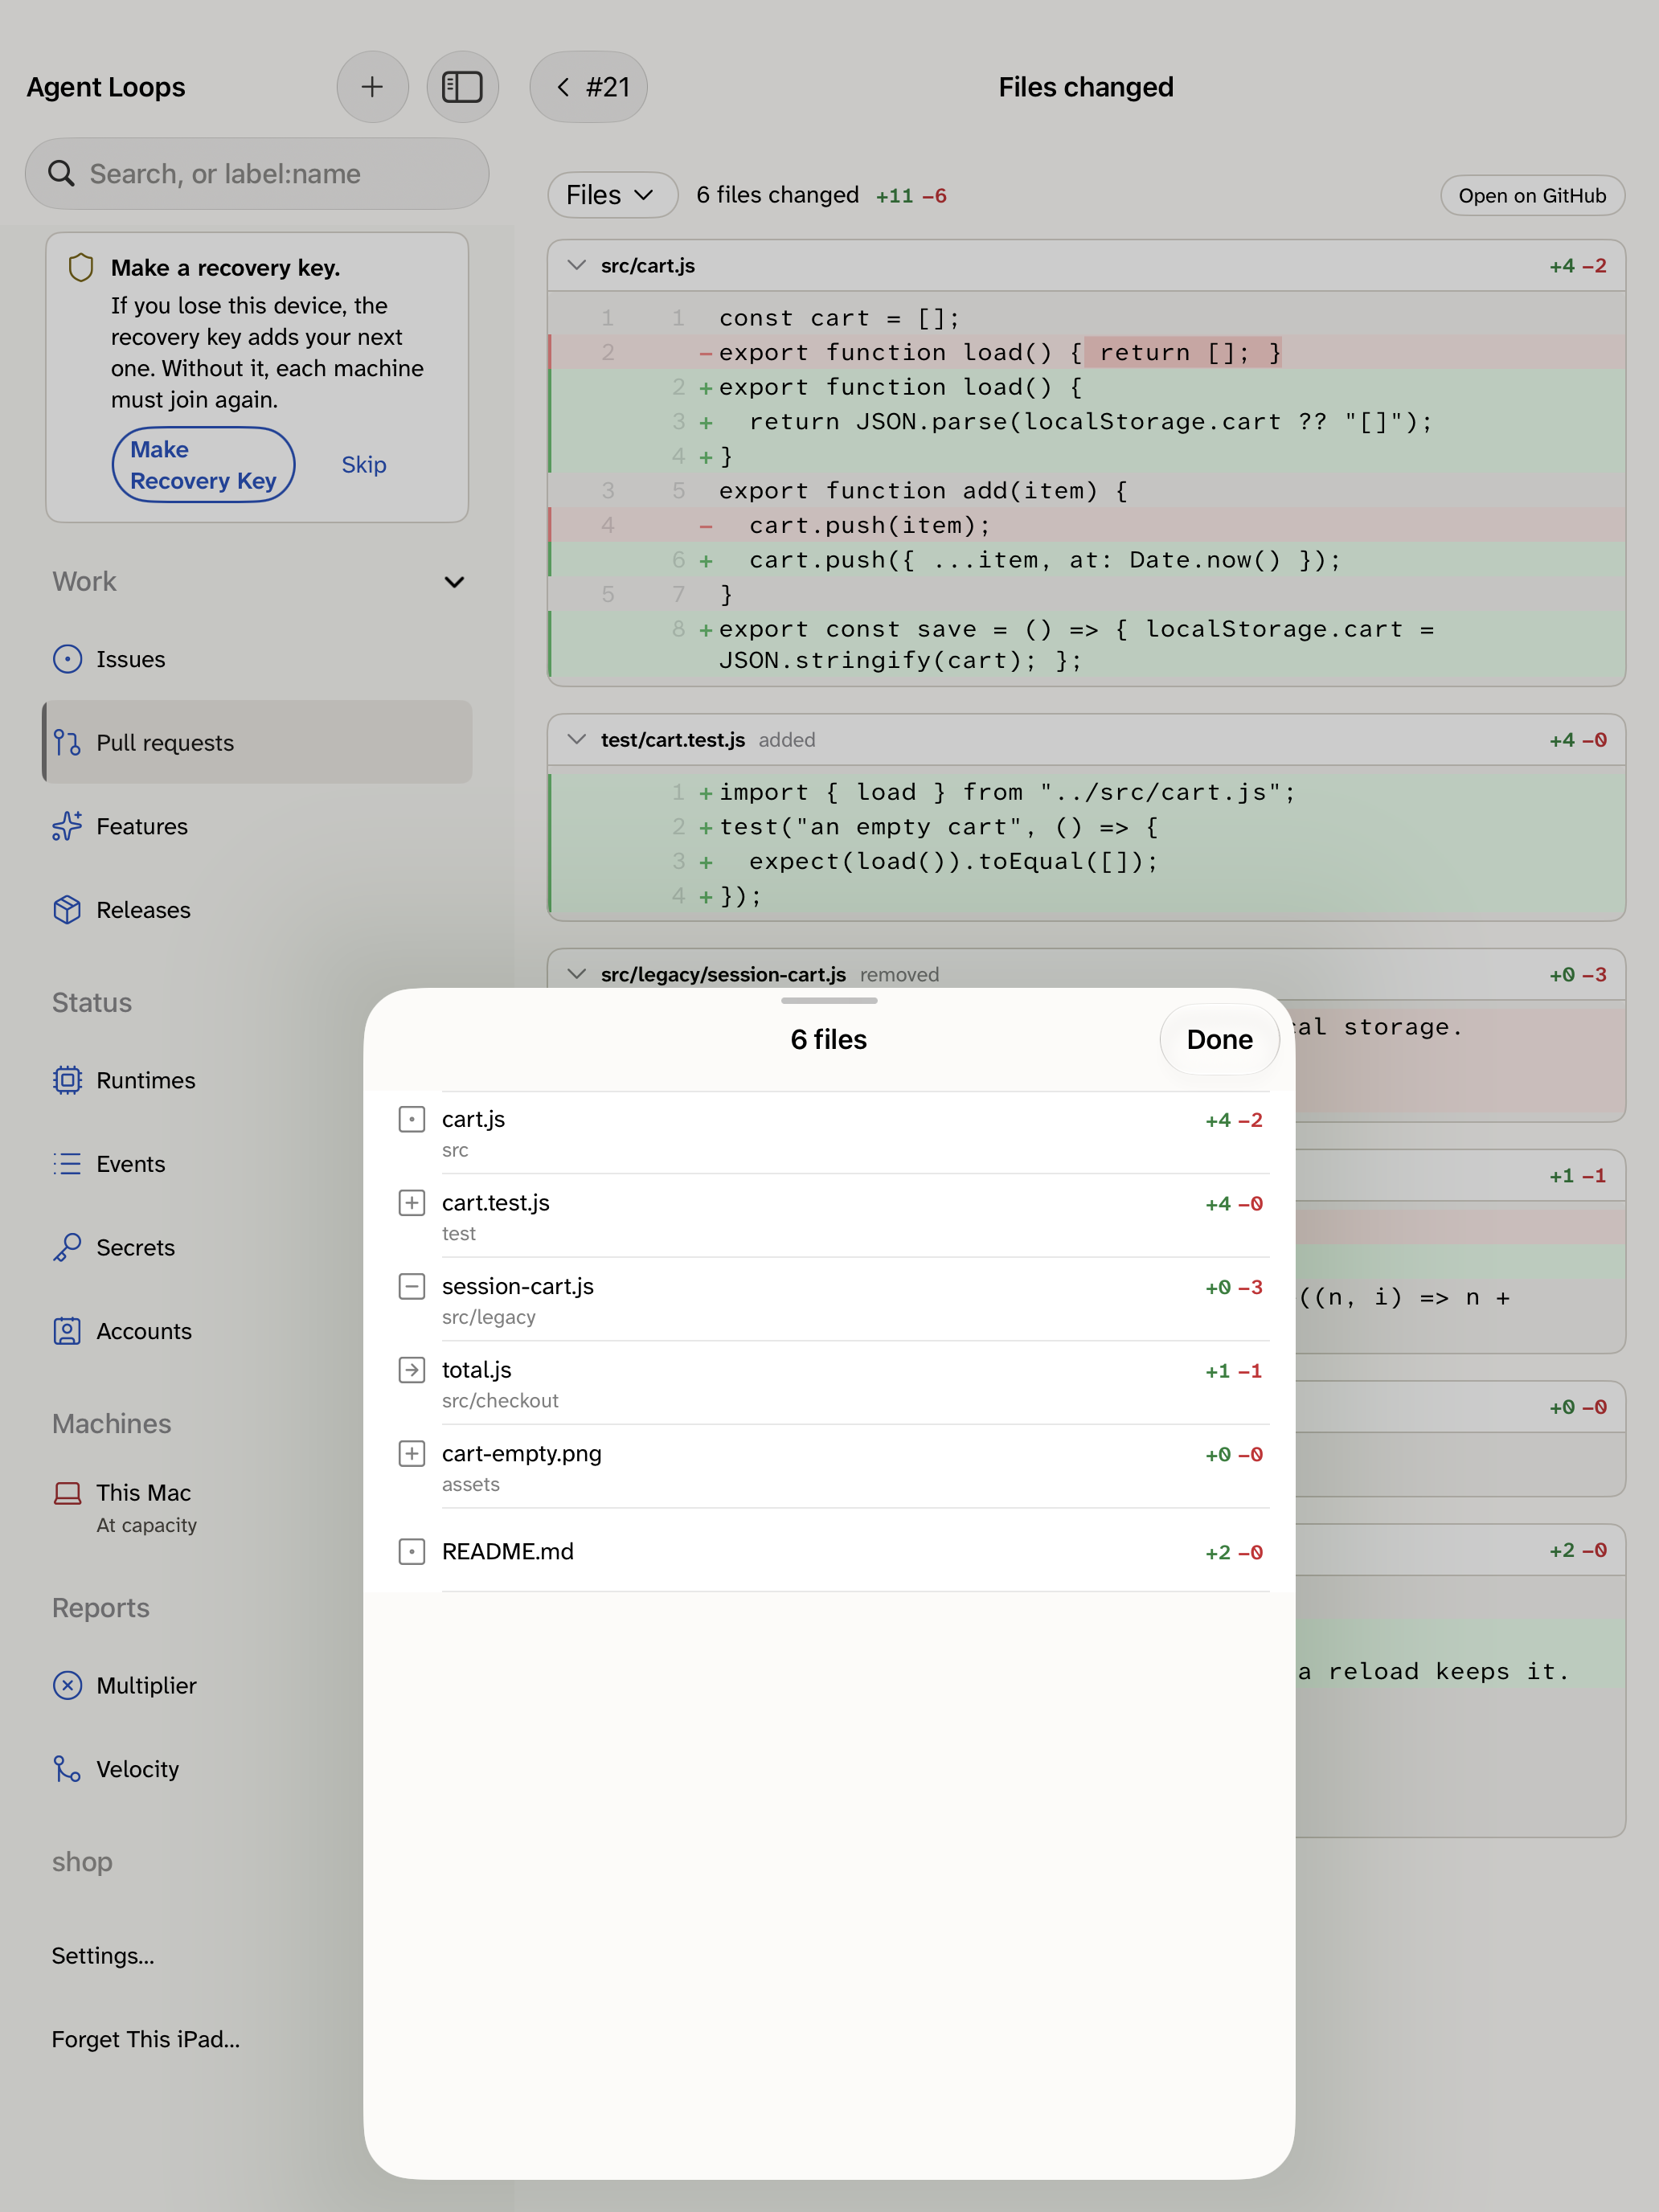 Agent Loops
#21
Files changed
Search, or label:name
Make a recovery key.
If you lose this device, the
recovery key adds your next
one. Without it, each machine
must join again.
Make
Recovery Key
Skip
Work
Issues
Pull requests
Features
Releases
Status
Runtimes
Events
Secrets
Accounts
Machines
This Mac
At capacity
Reports
Multiplier
Velocity
shop
Settings...
Forget This iPad...
Files
6 files changed +11 −6
Open on GitHub
src/cart.js +4 −2
1 1 const cart = [];
2 −export function load() { return []; }
2 +export function load() {
3 + return JSON.parse(localStorage.cart ?? "[]");
4 +}
3 5 export function add(item) {
4 − cart.push(item);
6 + cart.push({ ...item, at: Date.now() });
5 7 }
8 +export const save = () => { localStorage.cart =
JSON.stringify(cart); };
test/cart.test.js added +4 −0
1 +import { load } from "../src/cart.js";
2 +test("an empty cart", () => {
3 + expect(load()).toEqual([]);
4 +});
src/legacy/session-cart.js removed +0 −3
storage.
+1 −1
((n, i) => n +
+0 −0
+2 −0
a reload keeps it.
6 files
Done
cart.js +4 −2
src
cart.test.js +4 −0
test
session-cart.js +0 −3
src/legacy
total.js +1 −1
src/checkout
cart-empty.png +0 −0
assets
README.md +2 −0